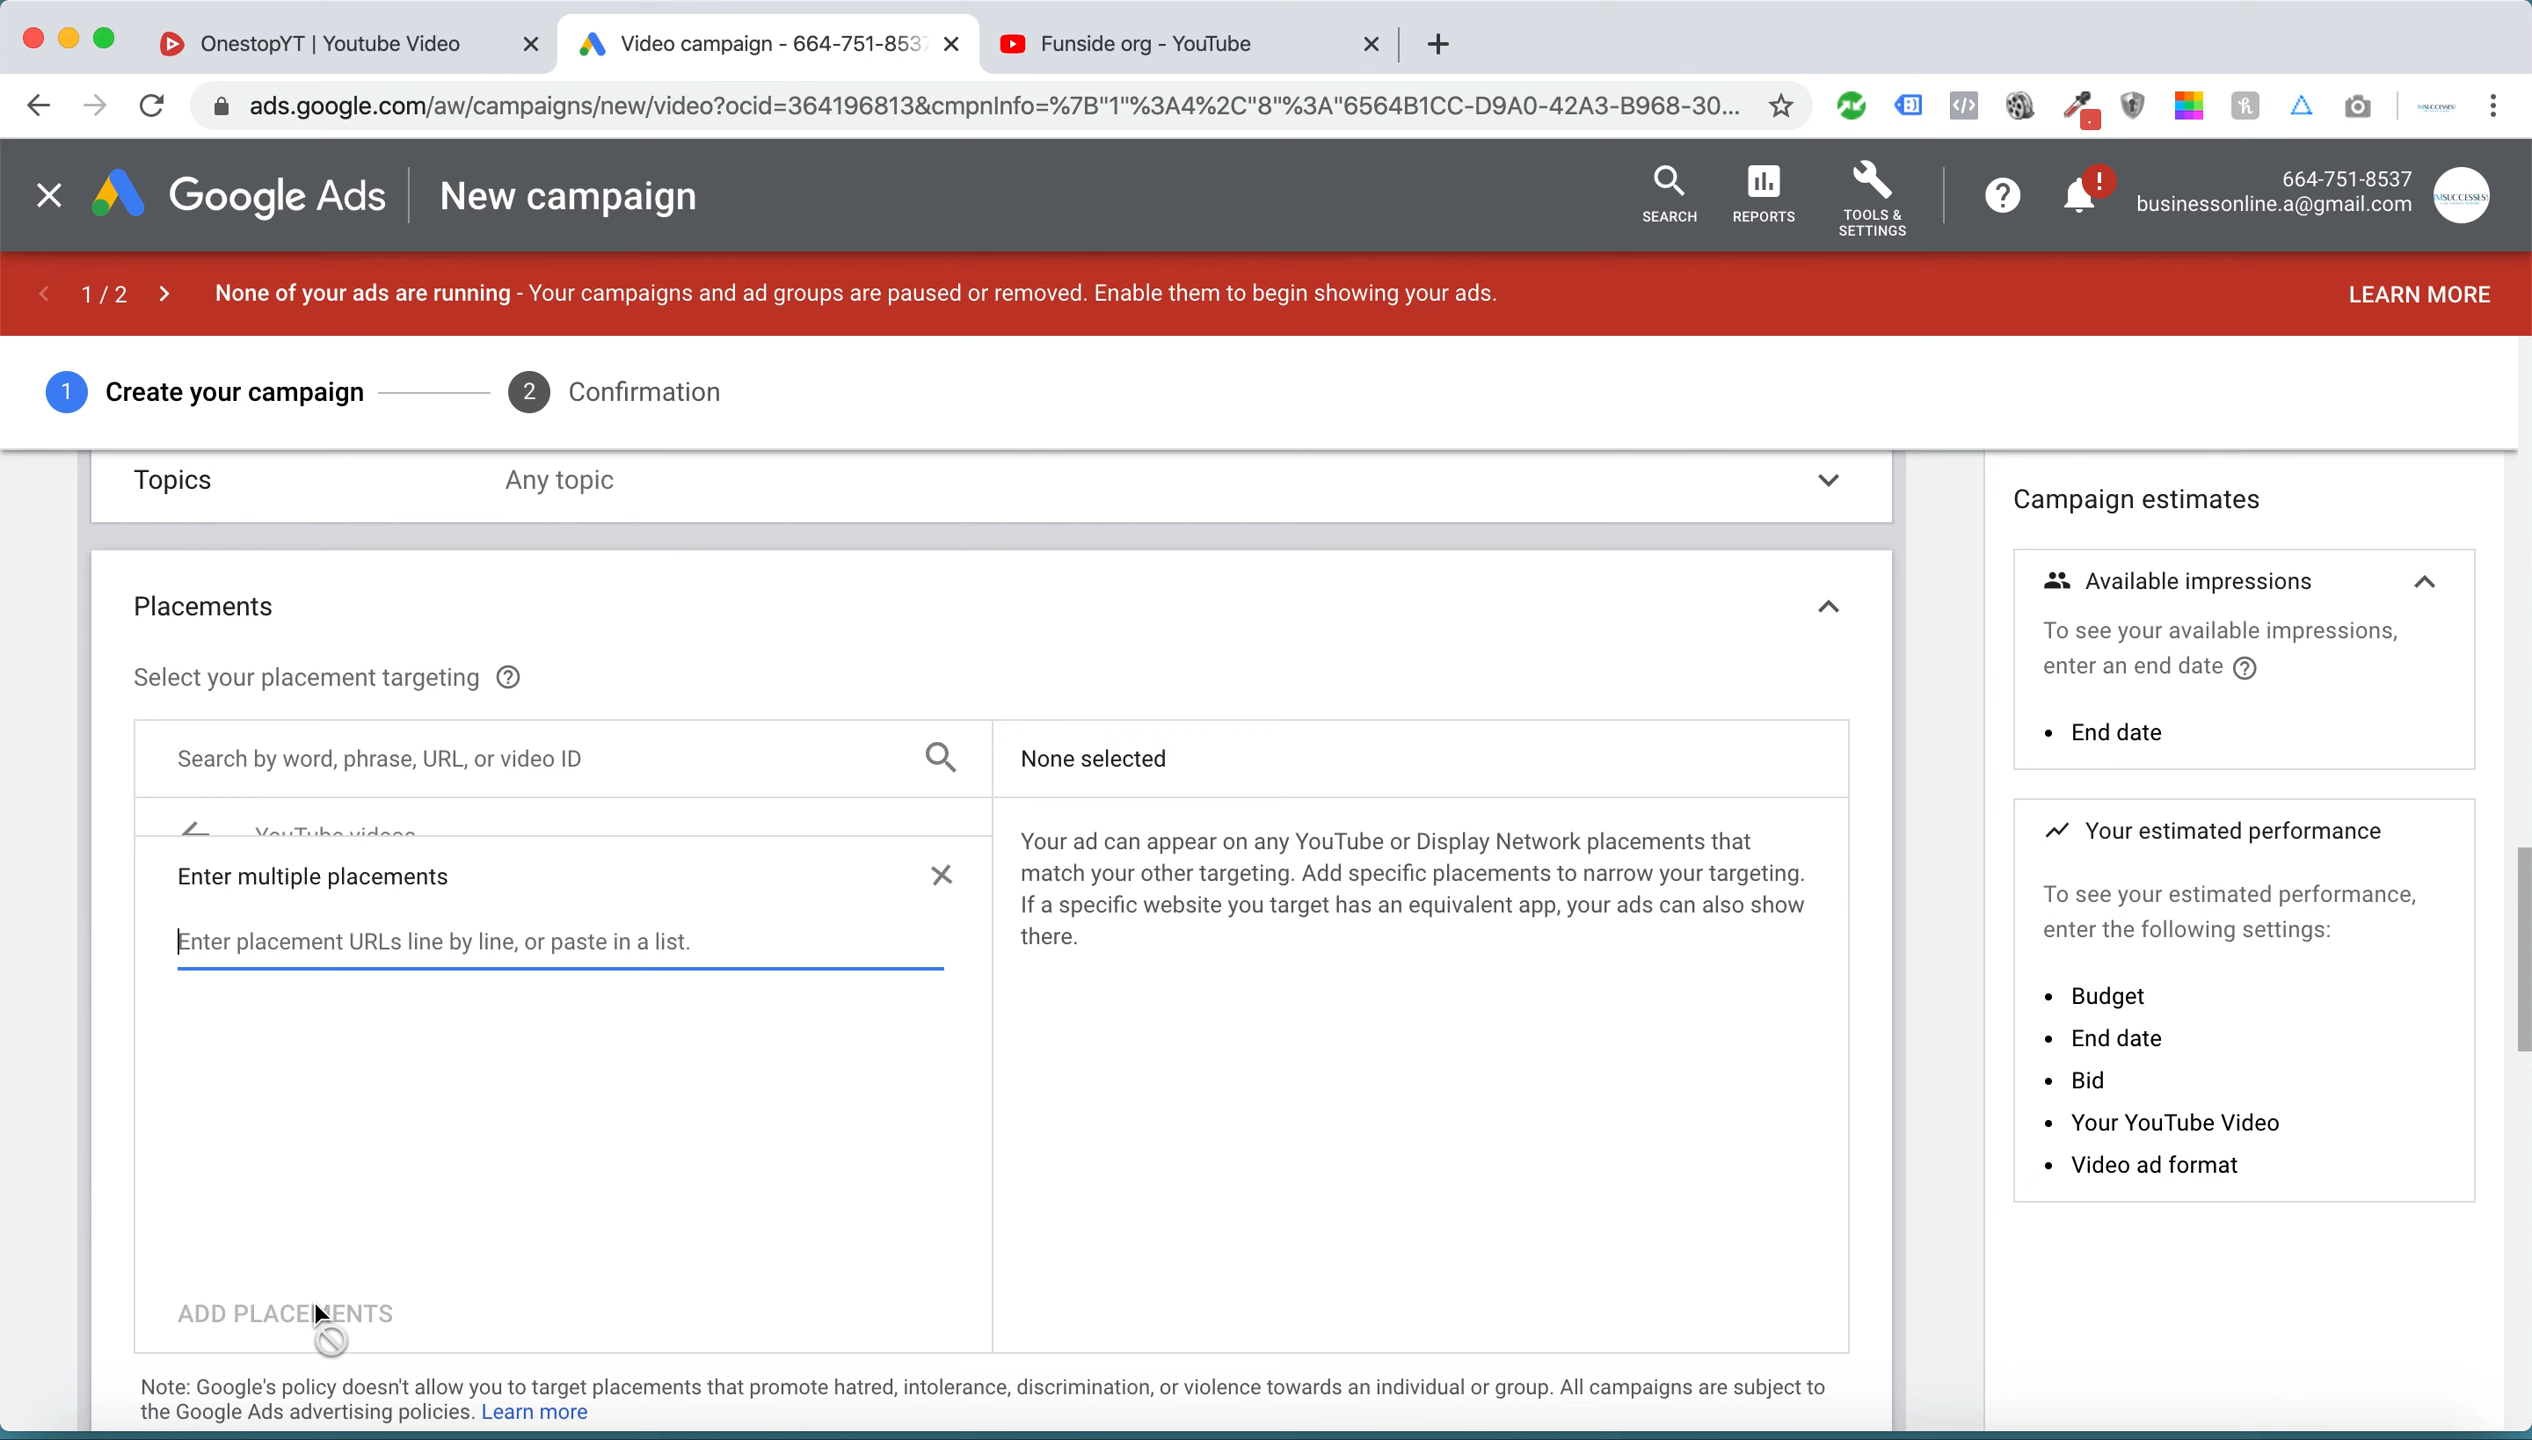 OnestopYT | Youtube Video
Video campaign - 664-751-8537
Funside org - YouTube
ads.google.com/aw/campaigns/new/video?ocid=364196813&cmpnInfo=%7B"1"%3A4%2C"8"%3A"6564B1CC-D9A0-42A3-B968-30...
Google Ads
New campaign
SEARCH
REPORTS
TOOLS &
SETTINGS
!
664-751-8537
businessonline.a@gmail.com
1 / 2
None of your ads are running - Your campaigns and ad groups are paused or removed. Enable them to begin showing your ads.
LEARN MORE
1 Create your campaign
2 Confirmation
Topics
Any topic
Placements
Select your placement targeting
Search by word, phrase, URL, or video ID
None selected
YouTube videos
Enter multiple placements
Enter placement URLs line by line, or paste in a list.
Your ad can appear on any YouTube or Display Network placements that
match your other targeting. Add specific placements to narrow your targeting.
If a specific website you target has an equivalent app, your ads can also show
there.
ADD PLACEMENTS
Note: Google's policy doesn't allow you to target placements that promote hatred, intolerance, discrimination, or violence towards an individual or group. All campaigns are subject to
the Google Ads advertising policies. Learn more
Campaign estimates
Available impressions
To see your available impressions,
enter an end date
• End date
Your estimated performance
To see your estimated performance,
enter the following settings:
• Budget
• End date
• Bid
• Your YouTube Video
• Video ad format